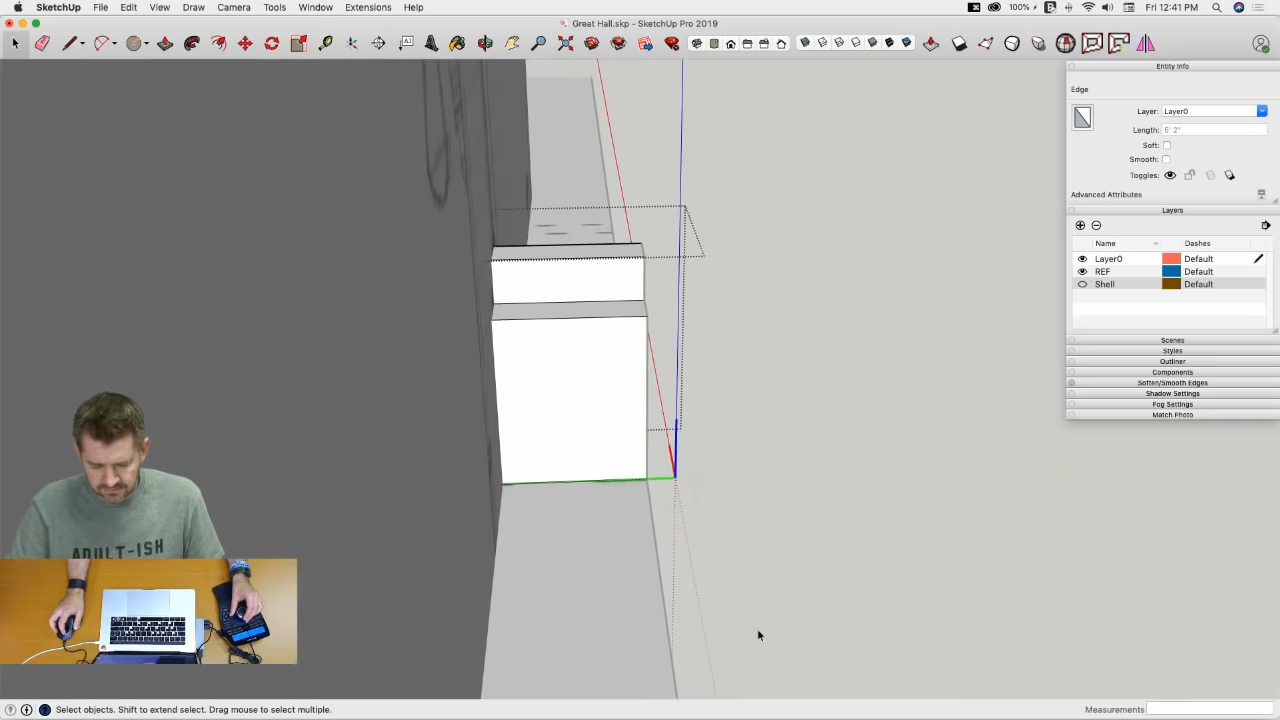 SketchUp File Edit View Draw Camera Tools Window Extensions Help
100% Fri 12:41 PM
Great Hall.skp - SketchUp Pro 2019
Entity Info
Edge
Layer: Layer0
Length: 5' 2"
Soft:
Smooth:
Toggles:
Advanced Attributes
Layers
Name Dashes
Layer0 Default
REF Default
Shell Default
Scenes
Styles
Outliner
Components
Soften/Smooth Edges
Shadow Settings
Fog Settings
Match Photo
ADULT-ISH
Select objects. Shift to extend select. Drag mouse to select multiple.
Measurements